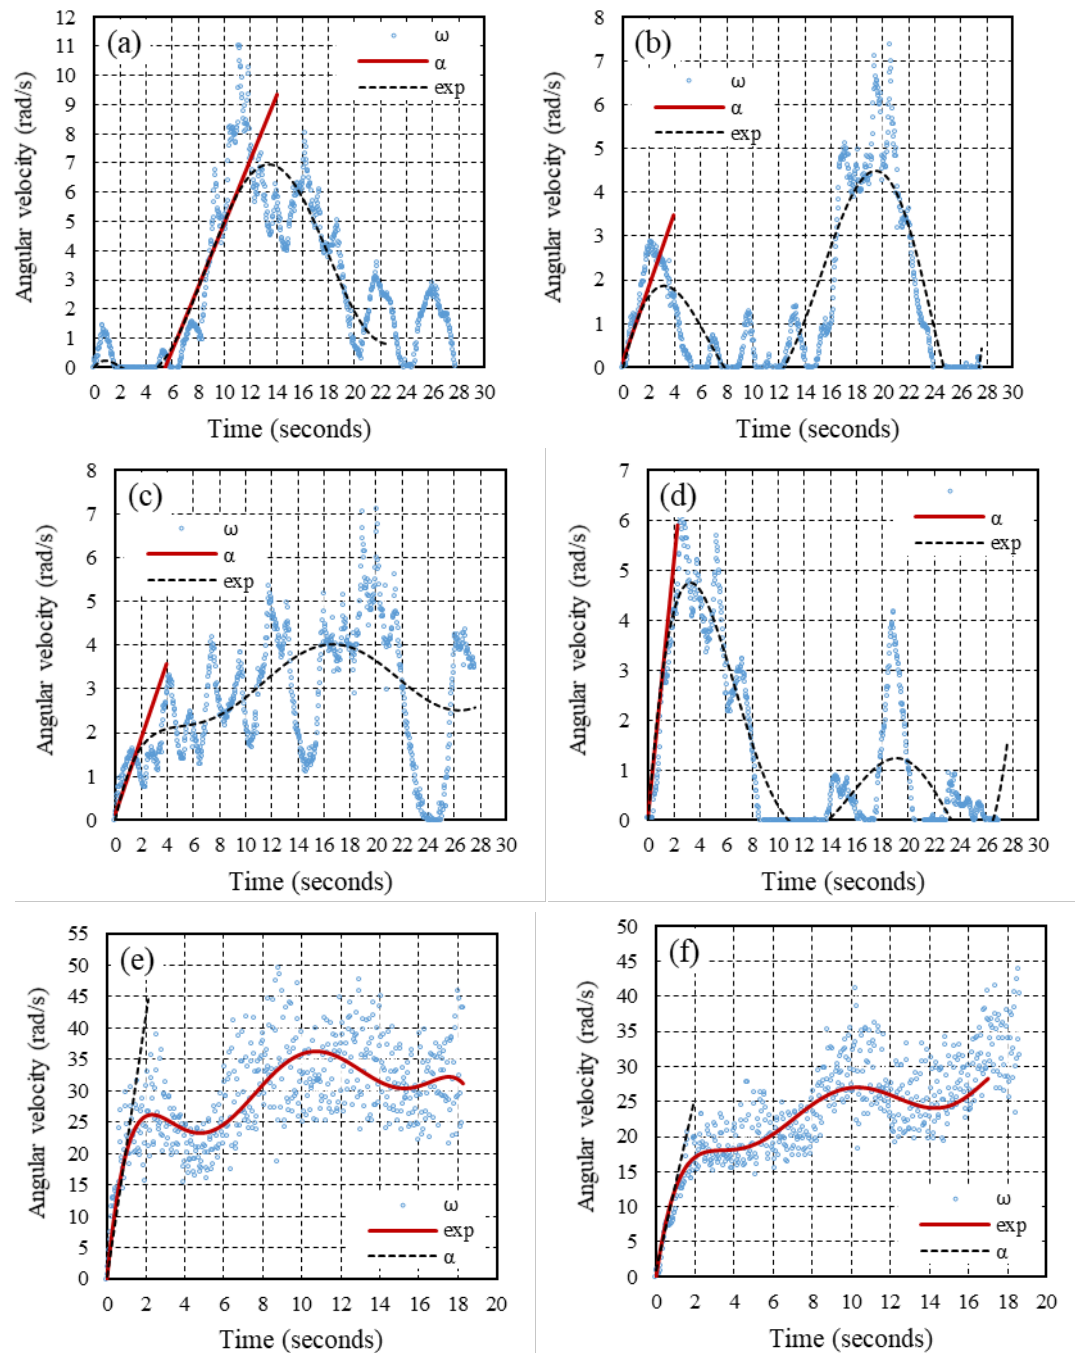 (a)
ω
α
exp
12
11
10
9
8
7
6
5
4
3
2
1
0
0 2 4 6 8 10 12 14 16 18 20 22 24 26 28 30
Angular velocity (rad/s)
Time (seconds)
(b)
ω
α
exp
8
7
6
5
4
3
2
1
0
0 2 4 6 8 10 12 14 16 18 20 22 24 26 28 30
Angular velocity (rad/s)
Time (seconds)
(c)
ω
α
exp
8
7
6
5
4
3
2
1
0
0 2 4 6 8 10 12 14 16 18 20 22 24 26 28 30
Angular velocity (rad/s)
Time (seconds)
(d)
α
exp
7
6
5
4
3
2
1
0
0 2 4 6 8 10 12 14 16 18 20 22 24 26 28 30
Angular velocity (rad/s)
Time (seconds)
(e)
55
50
45
40
35
30
25
20
15
10
5
0
ω
exp
α
0 2 4 6 8 10 12 14 16 18 20
Angular velocity (rad/s)
Time (seconds)
(f)
50
45
40
35
30
25
20
15
10
5
0
ω
exp
α
0 2 4 6 8 10 12 14 16 18 20
Angular velocity (rad/s)
Time (seconds)